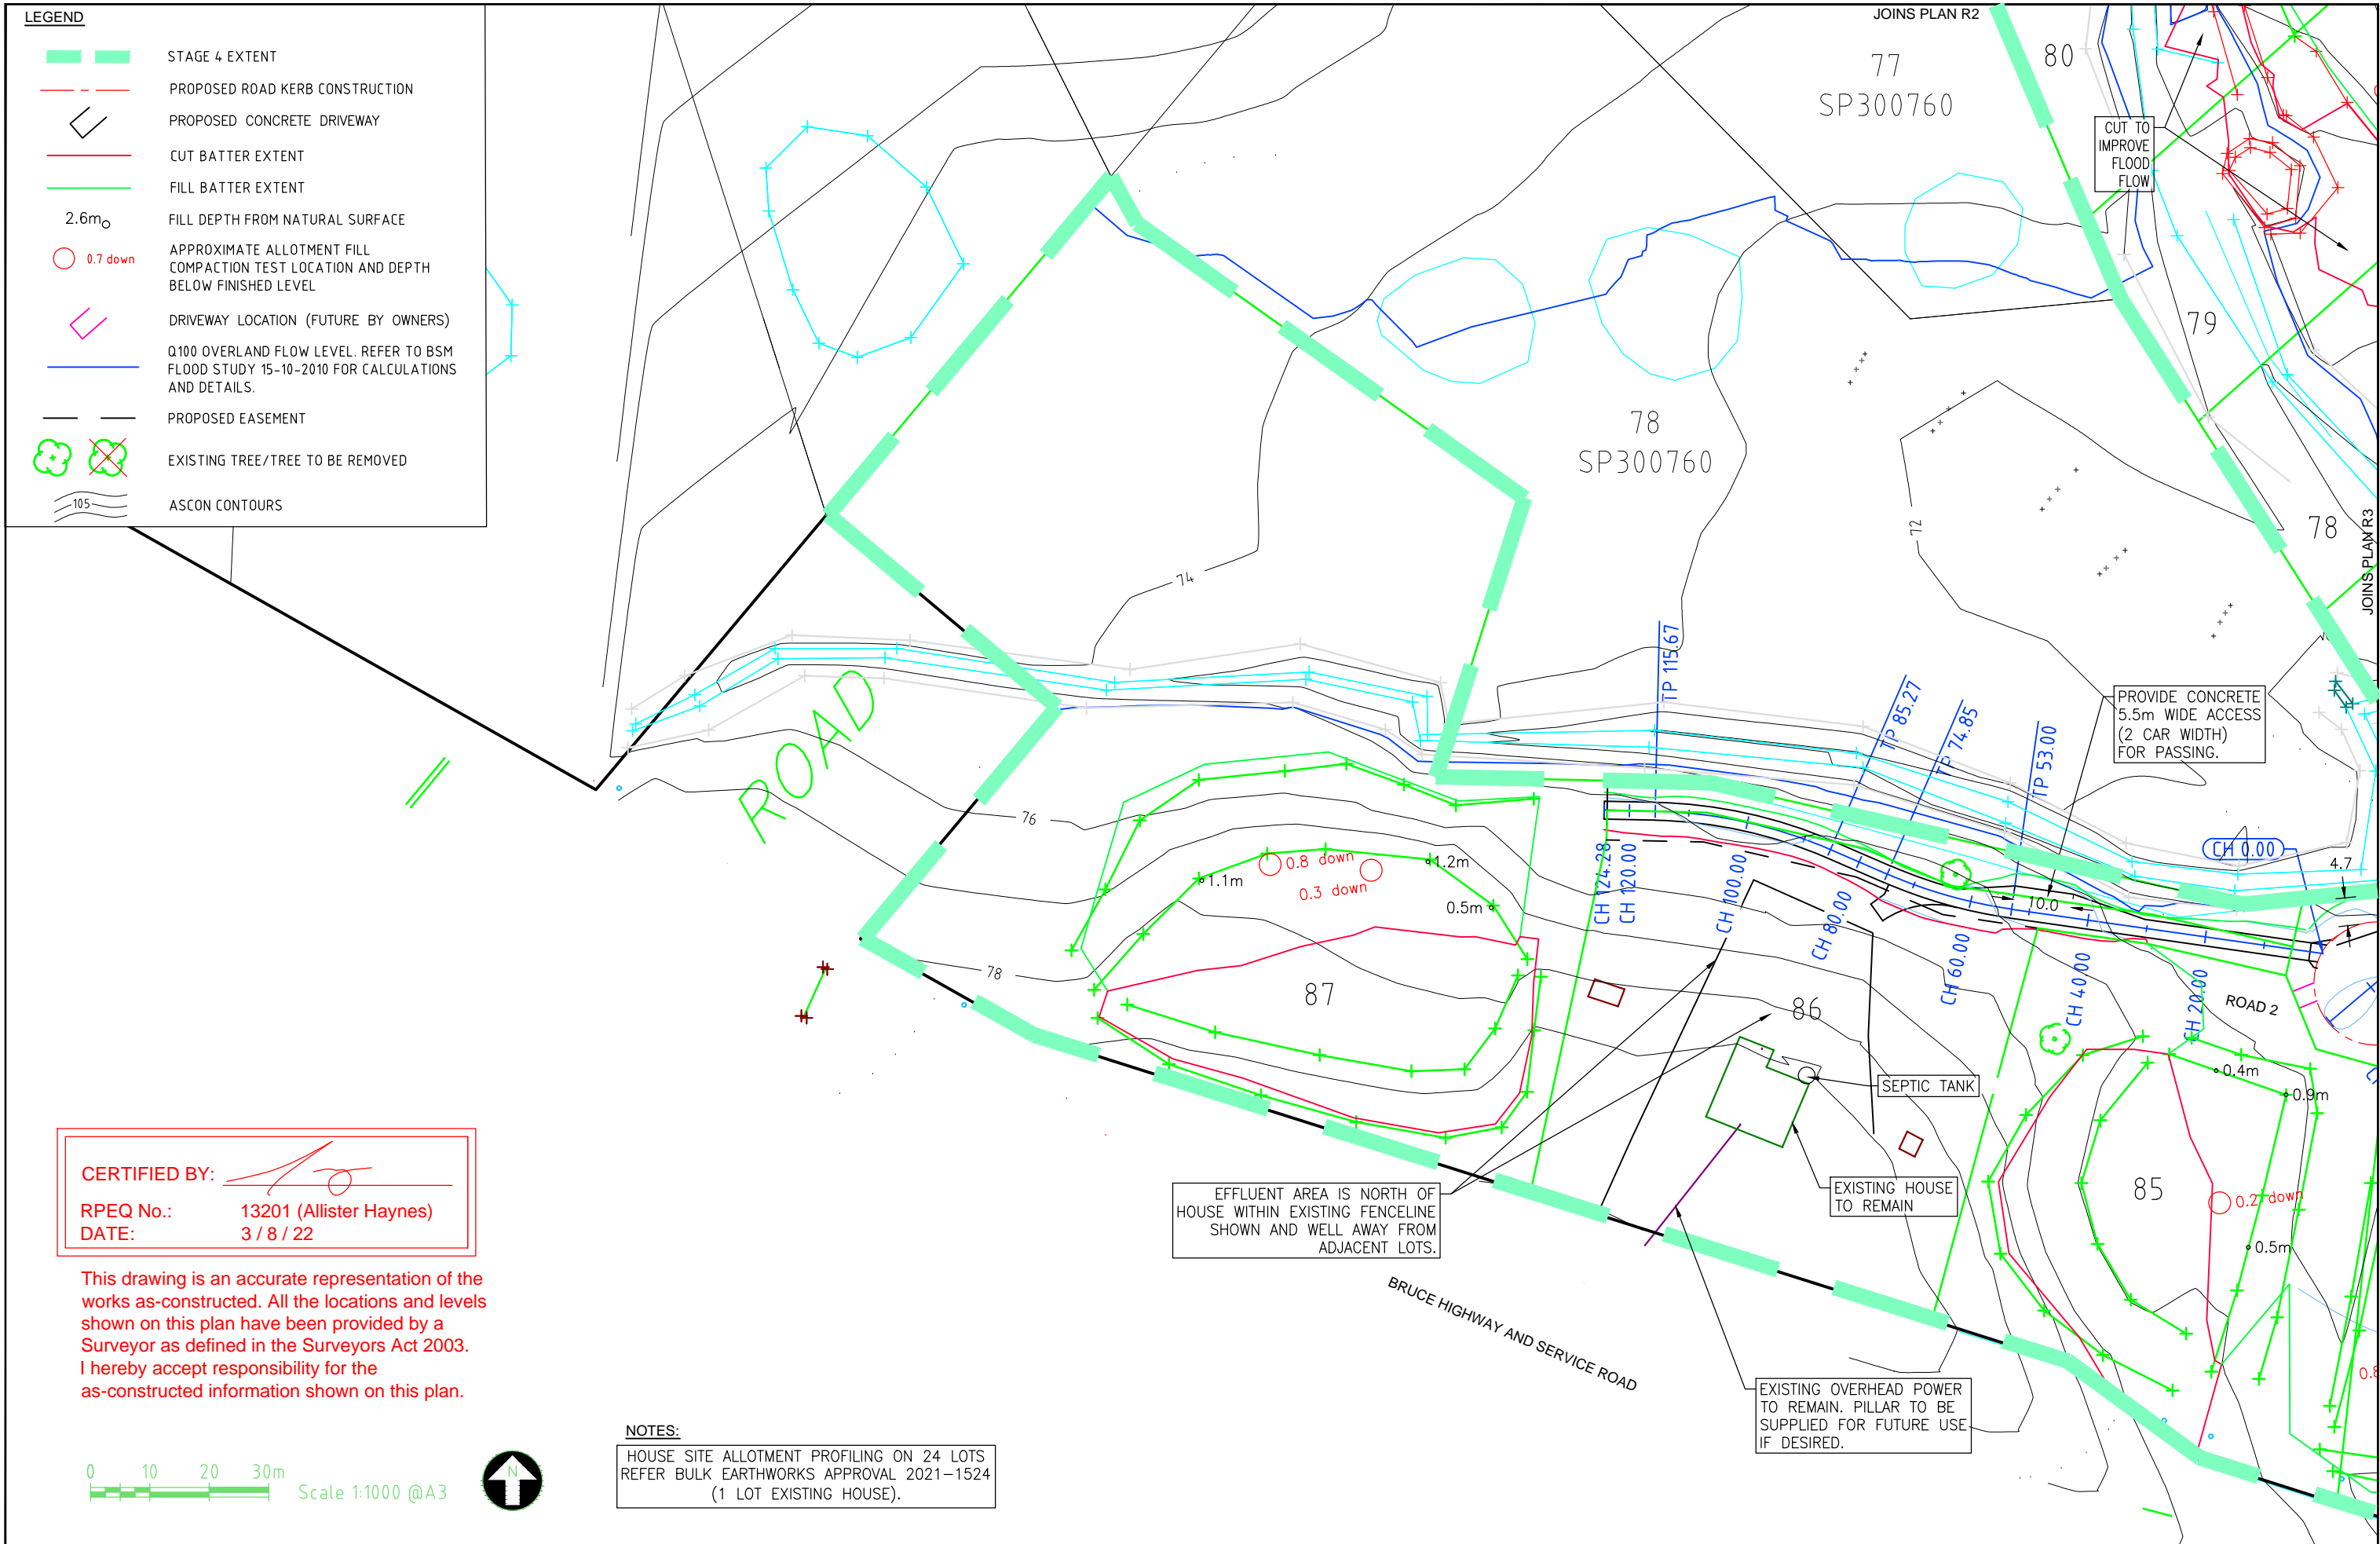 LEGEND
STAGE 4 EXTENT
PROPOSED ROAD KERB CONSTRUCTION
PROPOSED CONCRETE DRIVEWAY
CUT BATTER EXTENT
FILL BATTER EXTENT
2.6m
FILL DEPTH FROM NATURAL SURFACE
0.7 down
APPROXIMATE ALLOTMENT FILL
COMPACTION TEST LOCATION AND DEPTH
BELOW FINISHED LEVEL
DRIVEWAY LOCATION (FUTURE BY OWNERS)
Q100 OVERLAND FLOW LEVEL. REFER TO BSM
FLOOD STUDY 15-10-2010 FOR CALCULATIONS
AND DETAILS.
PROPOSED EASEMENT
EXISTING TREE/TREE TO BE REMOVED
105
ASCON CONTOURS
JOINS PLAN R2
77
SP300760
80
CUT TO
IMPROVE
FLOOD
FLOW
79
78
SP300760
72
78
JOINS PLAN R3
74
TP 115.67
TP 85.27
TP 74.85
TP 53.00
PROVIDE CONCRETE
5.5m WIDE ACCESS
(2 CAR WIDTH)
FOR PASSING.
ROAD
76
78
CH 0.00
4.7
10.0
0.8 down
0.3 down
1.1m
1.2m
0.5m
CH 124.28
CH 120.00
CH 100.00
CH 80.00
CH 60.00
CH 40.00
CH 20.00
ROAD 2
87
86
SEPTIC TANK
0.4m
0.9m
85
0.2 down
0.5m
EXISTING HOUSE
TO REMAIN
EFFLUENT AREA IS NORTH OF
HOUSE WITHIN EXISTING FENCELINE
SHOWN AND WELL AWAY FROM
ADJACENT LOTS.
BRUCE HIGHWAY AND SERVICE ROAD
EXISTING OVERHEAD POWER
TO REMAIN. PILLAR TO BE
SUPPLIED FOR FUTURE USE
IF DESIRED.
CERTIFIED BY:
RPEQ No.: 13201 (Allister Haynes)
DATE: 3 / 8 / 22
This drawing is an accurate representation of the
works as-constructed. All the locations and levels
shown on this plan have been provided by a
Surveyor as defined in the Surveyors Act 2003.
I hereby accept responsibility for the
as-constructed information shown on this plan.
0 10 20 30m
Scale 1:1000 @A3
N
NOTES:
HOUSE SITE ALLOTMENT PROFILING ON 24 LOTS
REFER BULK EARTHWORKS APPROVAL 2021-1524
(1 LOT EXISTING HOUSE).